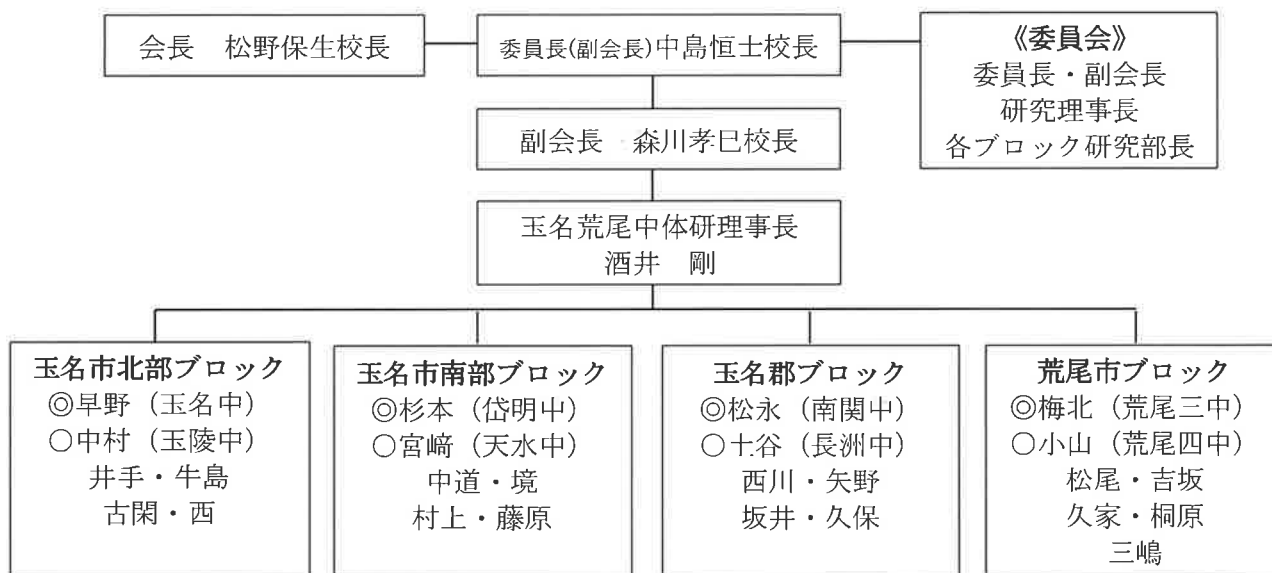 会長　松野保生校長
委員長(副会長)中島恒士校長
《委員会》
委員長・副会長
研究理事長
各ブロック研究部長
副会長　森川孝巳校長
玉名荒尾中体研理事長
酒井　剛
玉名市北部ブロック
◎早野（玉名中）
○中村（玉陵中）
井手・牛島
古閑・西
玉名市南部ブロック
◎杉本（岱明中）
○宮﨑（天水中）
中道・境
村上・藤原
玉名郡ブロック
◎松永（南関中）
○十谷（長洲中）
西川・矢野
坂井・久保
荒尾市ブロック
◎梅北（荒尾三中）
○小山（荒尾四中）
松尾・吉坂
久家・桐原
三嶋